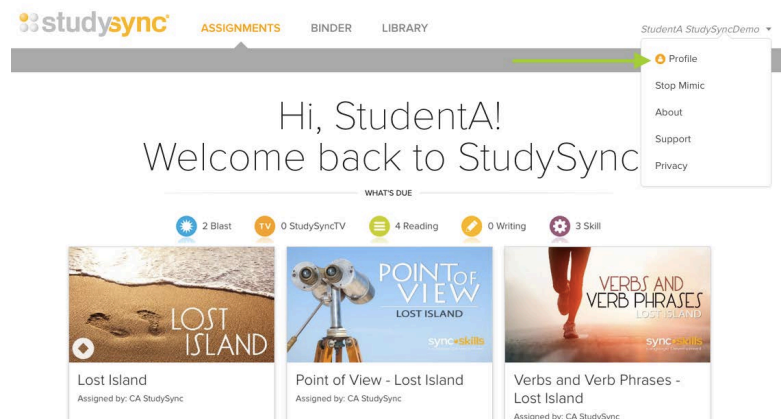 studysync
ASSIGNMENTS BINDER LIBRARY
StudentA StudySyncDemo
Profile
Stop Mimic
About
Support
Privacy
Hi, StudentA!
Welcome back to StudySync
WHAT'S DUE
2 Blast TV 0 StudySyncTV 4 Reading 0 Writing 3 Skill
LOST
ISLAND
POINT OF
VIEW
LOST ISLAND
sync•skills
VERBS AND
VERB PHRASES
LOST ISLAND
sync•skills
Lost Island
Assigned by: CA StudySync
Point of View - Lost Island
Assigned by: CA StudySync
Verbs and Verb Phrases -
Lost Island
Assigned by: CA StudySync